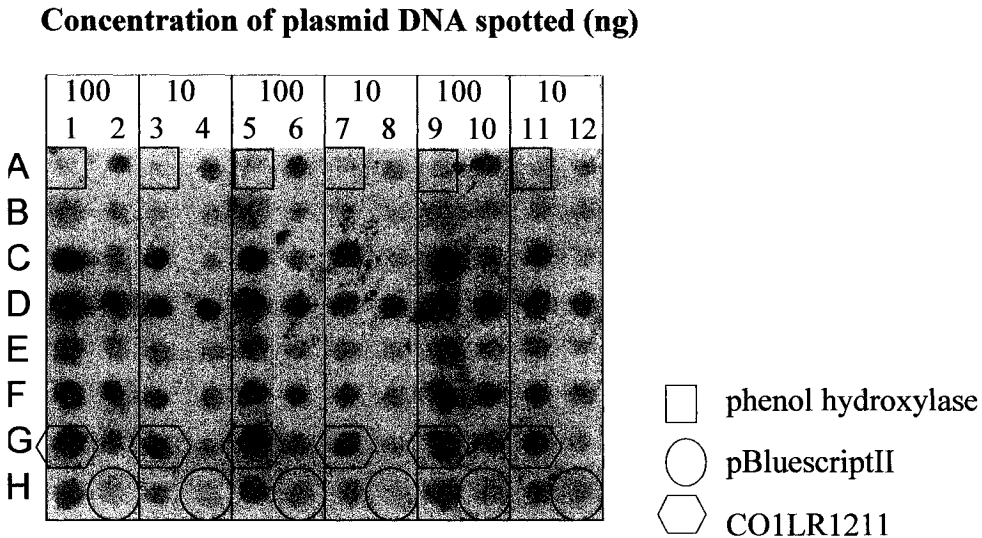 Concentration of plasmid DNA spotted (ng)
100 10 100 10 100 10
1 2 3 4 5 6 7 8 9 10 11 12
A
B
C
D
E
F
G
H
phenol hydroxylase
pBluescriptII
CO1LR1211